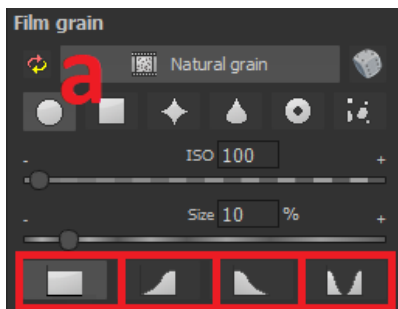 Film grain
a
Natural grain
- ISO 100 +
- Size 10 % +